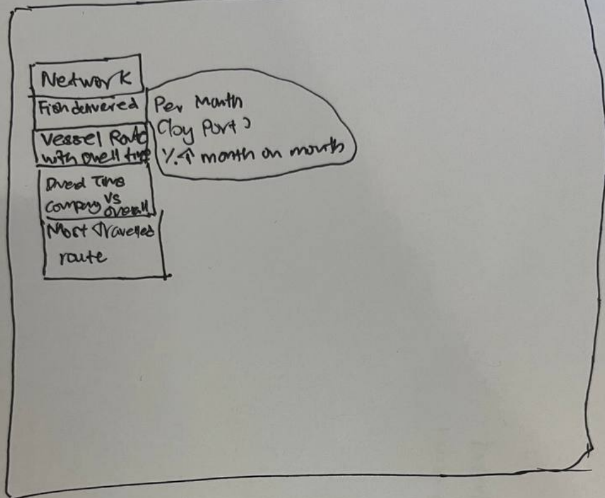 Network
Fish delivered
Vessel Route
with dwell time
Dwell Time
company vs overall
Most travelled
route
Per Month
(by Port)
%↑ month on month